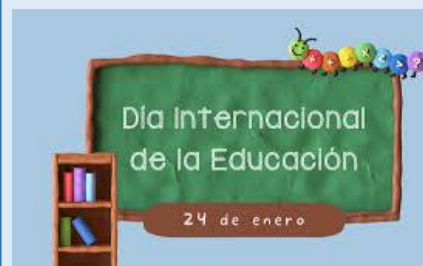 Día Internacional
de la Educación
24 de enero